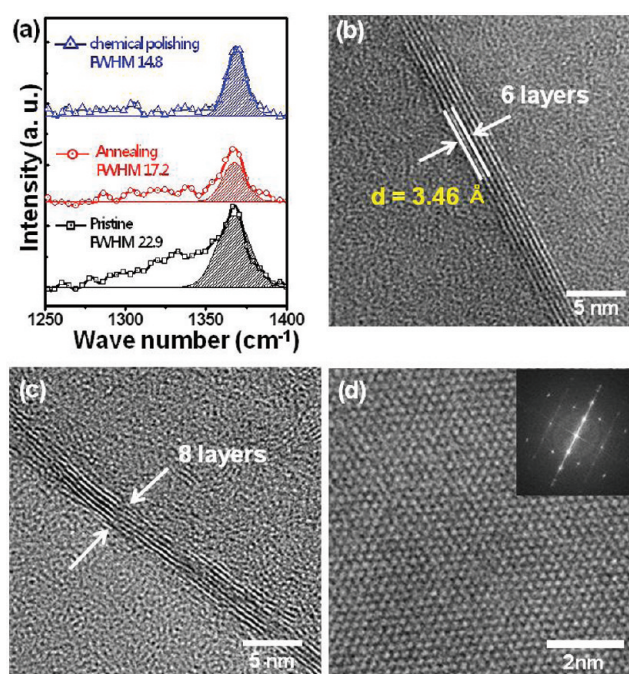 (a)
chemical polishing
FWHM 14.8
Annealing
FWHM 17.2
Pristine
FWHM 22.9
Intensity (a. u.)
1250 1300 1350 1400
Wave number (cm⁻¹)
(b)
6 layers
d = 3.46 Å
5 nm
(c)
8 layers
5 nm
(d)
2nm